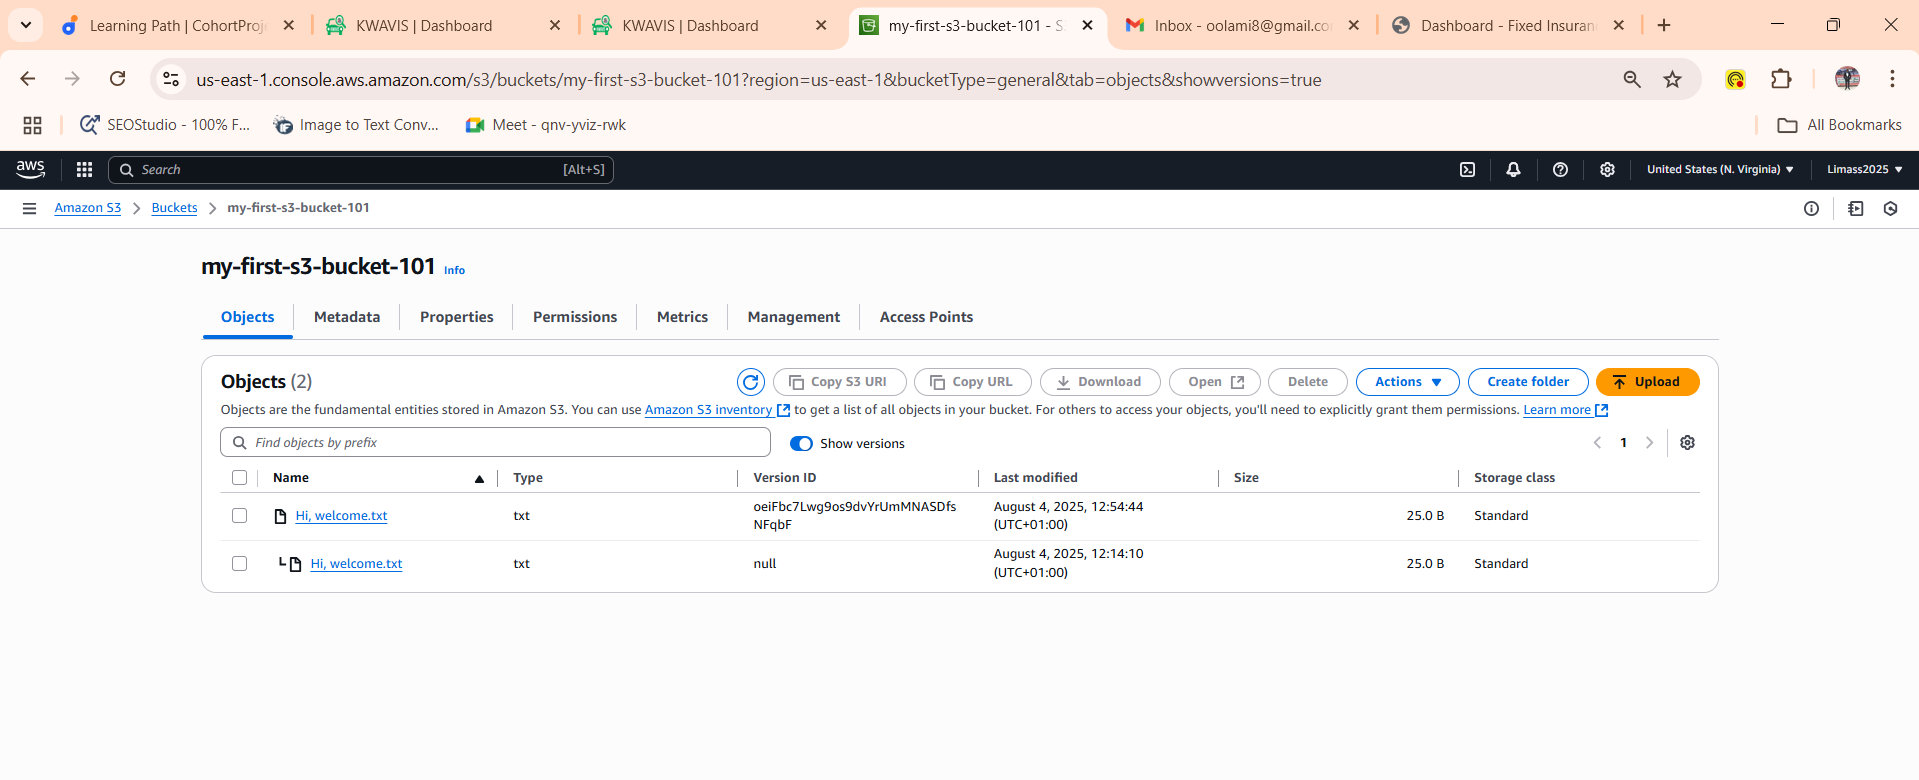 Learning Path | CohortProj
KWAVIS | Dashboard
KWAVIS | Dashboard
my-first-s3-bucket-101 - S
Inbox - oolami8@gmail.co
Dashboard - Fixed Insuran
us-east-1.console.aws.amazon.com/s3/buckets/my-first-s3-bucket-101?region=us-east-1&bucketType=general&tab=objects&showversions=true
SEOStudio - 100% F...
Image to Text Conv...
Meet - qnv-yviz-rwk
All Bookmarks
aws
Search
[Alt+S]
United States (N. Virginia)
Limass2025
Amazon S3
Buckets
my-first-s3-bucket-101
my-first-s3-bucket-101 Info
Objects
Metadata
Properties
Permissions
Metrics
Management
Access Points
Objects (2)
Copy S3 URI
Copy URL
Download
Open
Delete
Actions
Create folder
Upload
Objects are the fundamental entities stored in Amazon S3. You can use Amazon S3 inventory to get a list of all objects in your bucket. For others to access your objects, you'll need to explicitly grant them permissions. Learn more
Find objects by prefix
Show versions
1
Name
Type
Version ID
Last modified
Size
Storage class
Hi, welcome.txt
txt
oeiFbc7Lwg9os9dvYrUmMNASDfs
NFqbF
August 4, 2025, 12:54:44
(UTC+01:00)
25.0 B
Standard
Hi, welcome.txt
txt
null
August 4, 2025, 12:14:10
(UTC+01:00)
25.0 B
Standard